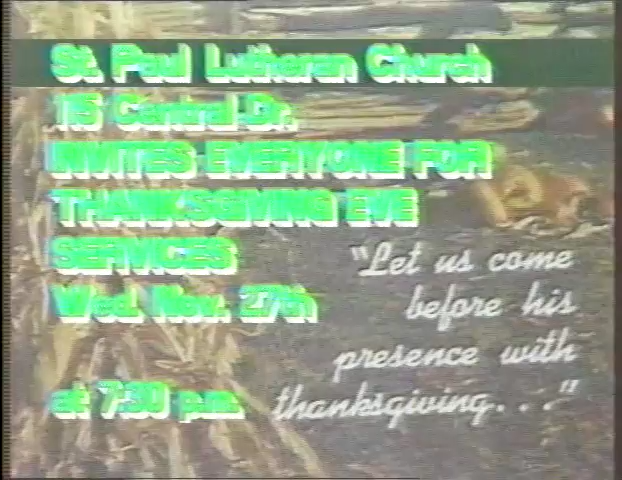 St. Paul Lutheran Church
115 Central Dr.
INVITES EVERYONE FOR
THANKSGIVING EVE
SERVICES
Wed. Nov. 27th
at 7:30 p.m.
"Let us come
before his
presence with
thanksgiving. . ."